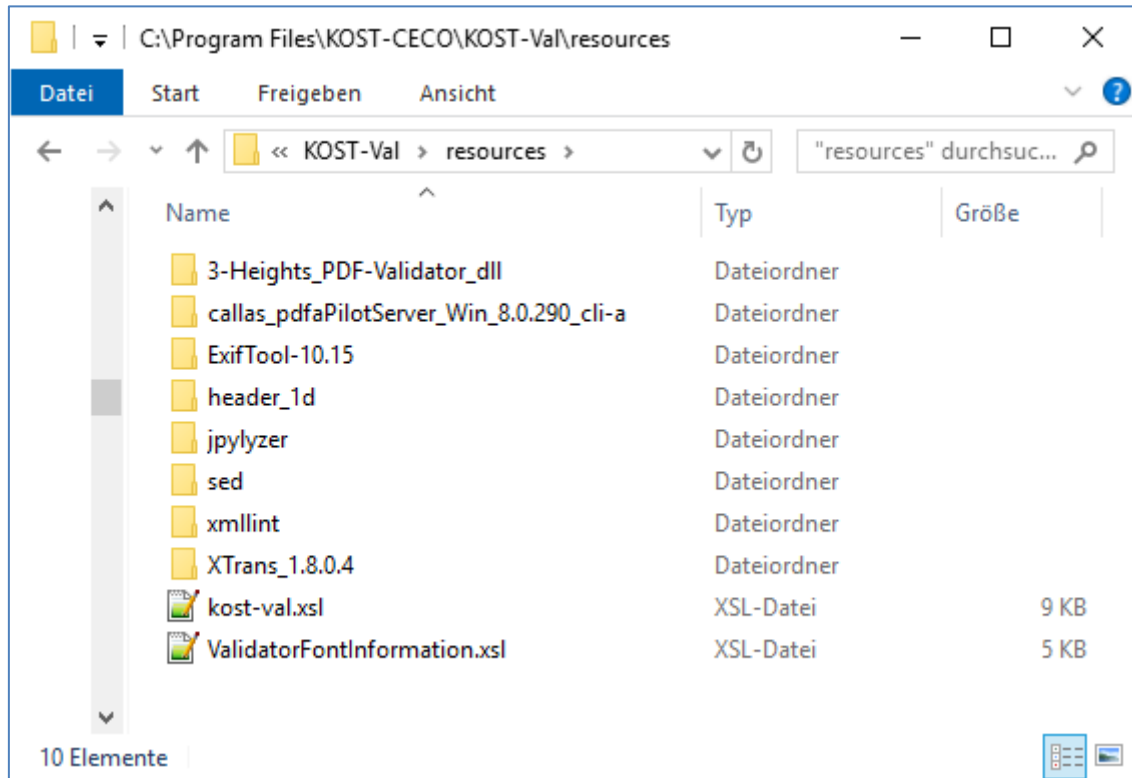 C:\Program Files\KOST-CECO\KOST-Val\resources
Datei Start Freigeben Ansicht ?
« KOST-Val › resources › "resources" durchsuc...
Name Typ Größe
3-Heights_PDF-Validator_dll Dateiordner
callas_pdfaPilotServer_Win_8.0.290_cli-a Dateiordner
ExifTool-10.15 Dateiordner
header_1d Dateiordner
jpylyzer Dateiordner
sed Dateiordner
xmllint Dateiordner
XTrans_1.8.0.4 Dateiordner
kost-val.xsl XSL-Datei 9 KB
ValidatorFontInformation.xsl XSL-Datei 5 KB
10 Elemente